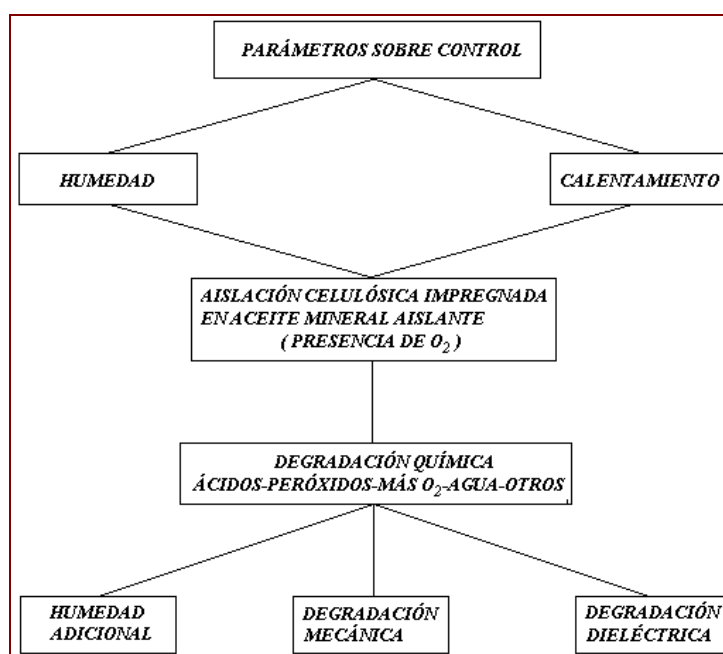 PARÁMETROS SOBRE CONTROL
HUMEDAD
CALENTAMIENTO
AISLACIÓN CELULÓSICA IMPREGNADA
EN ACEITE MINERAL AISLANTE
( PRESENCIA DE O₂ )
DEGRADACIÓN QUÍMICA
ÁCIDOS-PERÓXIDOS-MÁS O₂-AGUA-OTROS
HUMEDAD
ADICIONAL
DEGRADACIÓN
MECÁNICA
DEGRADACIÓN
DIELÉCTRICA